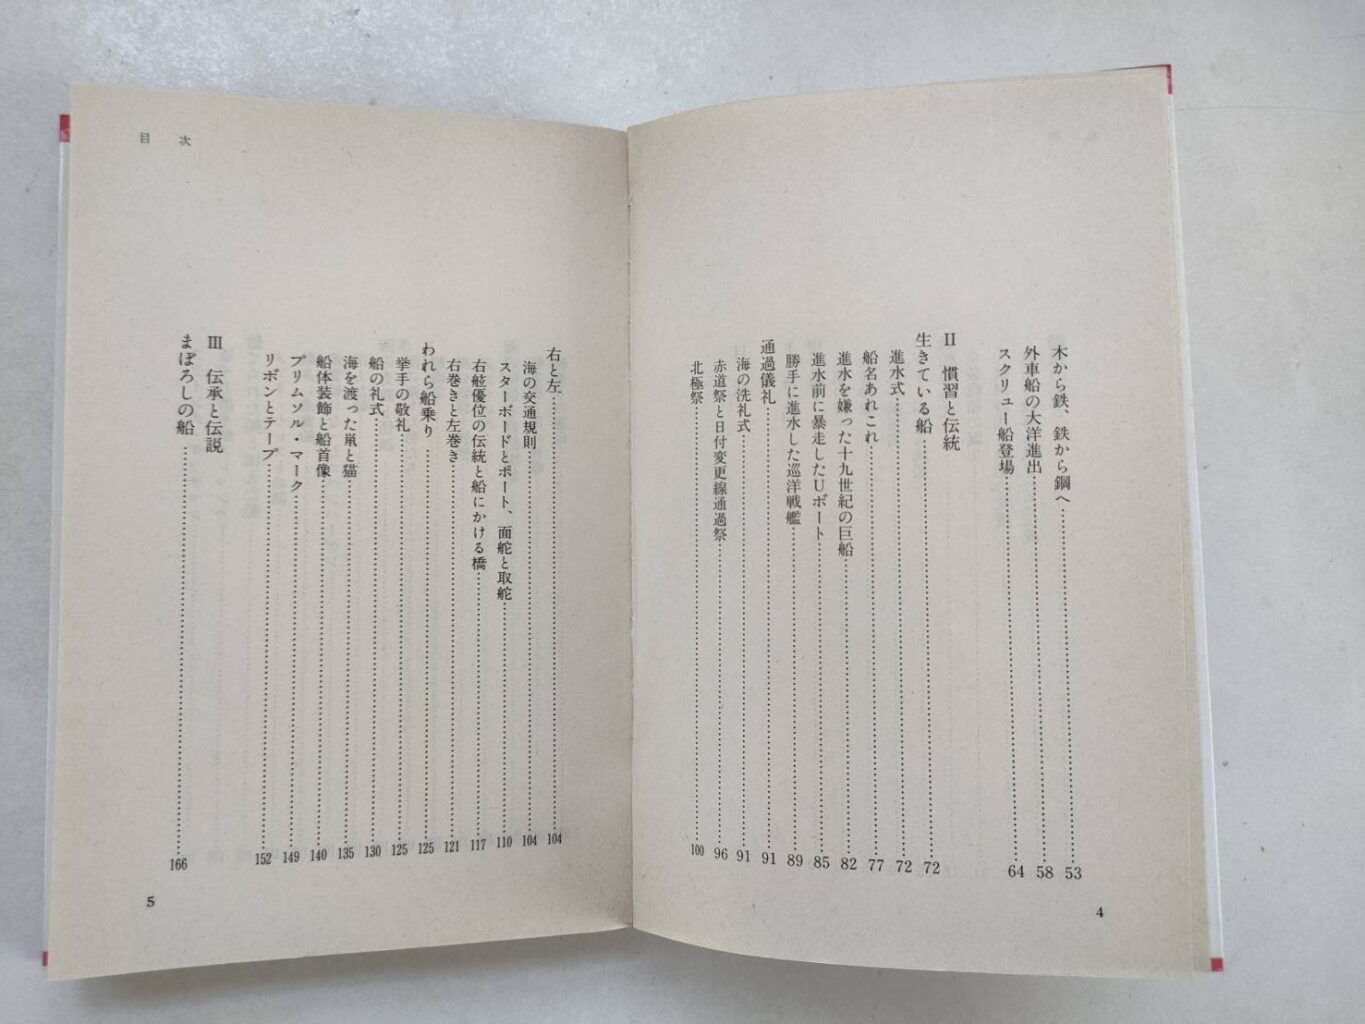 木から鉄、鉄から鋼へ……53
外車船の大洋進出……58
スクリュー船登場……64
II 慣習と伝統
生きている船……72
進水式……72
船名あれこれ……77
進水を嫌った十九世紀の巨船……82
進水前に暴走したUボート……85
勝手に進水した巡洋戦艦……89
通過儀礼……91
海の洗礼式……91
赤道祭と日付変更線通過祭……96
北極祭……100
4
目次
右と左……104
海の交通規則……104
スターボードとポート、面舵と取舵……110
右舷優位の伝統と船にかける橋……117
右巻きと左巻き……121
われら船乗り……125
挙手の敬礼……125
船の礼式……130
海を渡った鼡と猫……135
船体装飾と船首像……140
プリムソル・マーク……149
リボンとテープ……152
III 伝承と伝説
まぼろしの船……166
5